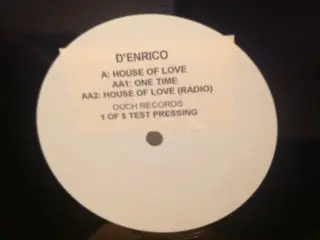 D'ENRICO
A: HOUSE OF LOVE
AA1: ONE TIME
AA2: HOUSE OF LOVE (RADIO)
OUCH RECORDS
1 OF 5 TEST PRESSING